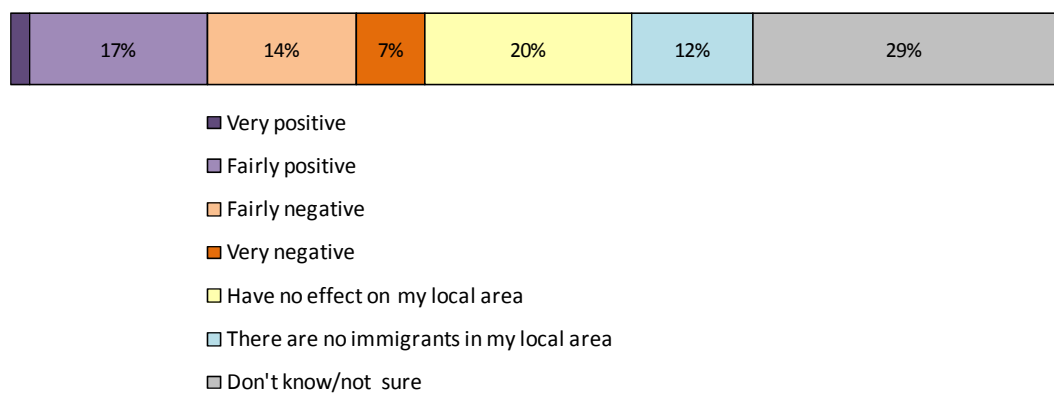 17% 14% 7% 20% 12% 29%
Very positive
Fairly positive
Fairly negative
Very negative
Have no effect on my local area
There are no immigrants in my local area
Don't know/not sure